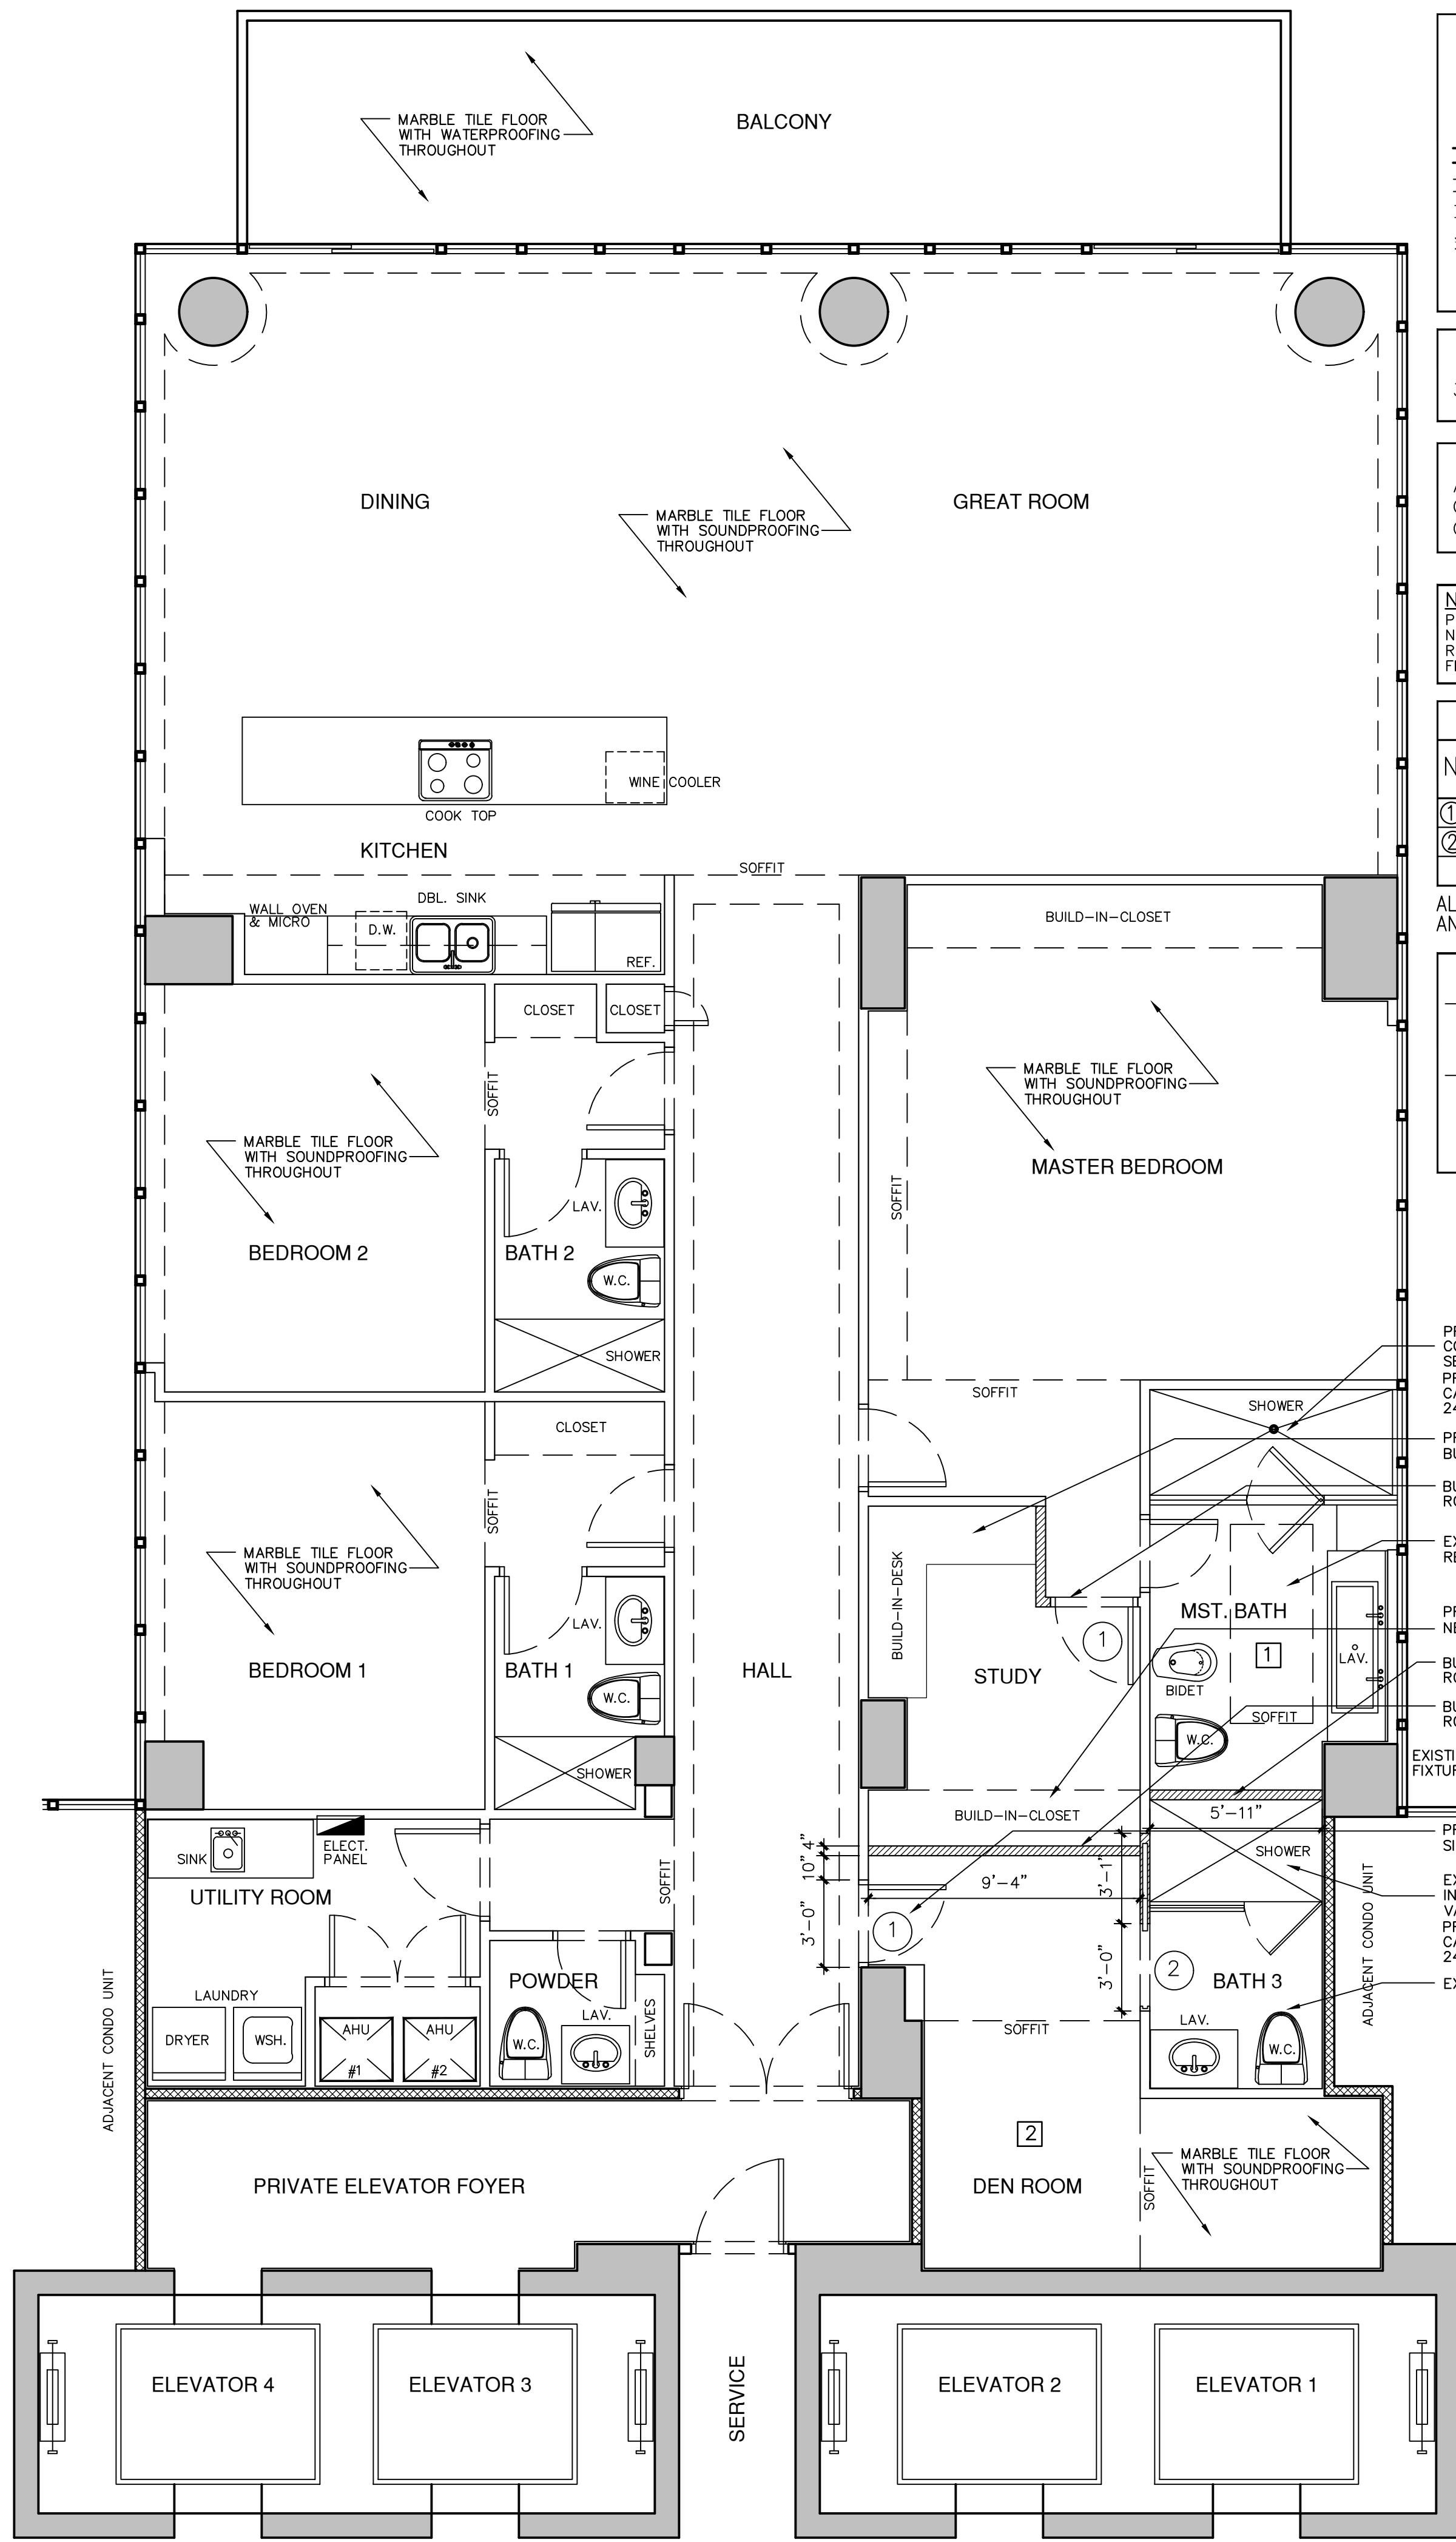 BALCONY
MARBLE TILE FLOOR
WITH WATERPROOFING
THROUGHOUT
DINING
GREAT ROOM
MARBLE TILE FLOOR
WITH SOUNDPROOFING
THROUGHOUT
WINE COOLER
COOK TOP
KITCHEN
SOFFIT
WALL OVEN
& MICRO
D.W.
DBL. SINK
REF.
BUILD-IN-CLOSET
CLOSET
CLOSET
SOFFIT
MARBLE TILE FLOOR
WITH SOUNDPROOFING
THROUGHOUT
MASTER BEDROOM
MARBLE TILE FLOOR
WITH SOUNDPROOFING
THROUGHOUT
BEDROOM 2
LAV.
BATH 2
W.C.
SHOWER
SOFFIT
SOFFIT
SHOWER
CLOSET
SOFFIT
MARBLE TILE FLOOR
WITH SOUNDPROOFING
THROUGHOUT
BEDROOM 1
LAV.
BATH 1
W.C.
SHOWER
HALL
BUILD-IN-DESK
STUDY
1
MST. BATH
1
BIDET
LAV.
SOFFIT
W.C.
BUILD-IN-CLOSET
5'-11"
SHOWER
4"
10"
3'-0"
9'-4"
3'-1"
3'-0"
1
2
BATH 3
LAV.
W.C.
SOFFIT
SINK
ELECT.
PANEL
UTILITY ROOM
SOFFIT
LAUNDRY
DRYER
WSH.
AHU
#1
AHU
#2
POWDER
LAV.
W.C.
SHELVES
ADJACENT CONDO UNIT
ADJACENT CONDO UNIT
2
DEN ROOM
SOFFIT
MARBLE TILE FLOOR
WITH SOUNDPROOFING
THROUGHOUT
PRIVATE ELEVATOR FOYER
ELEVATOR 4
ELEVATOR 3
SERVICE
ELEVATOR 2
ELEVATOR 1
N
P
N
R
N
1
2
AL
AN
24
24